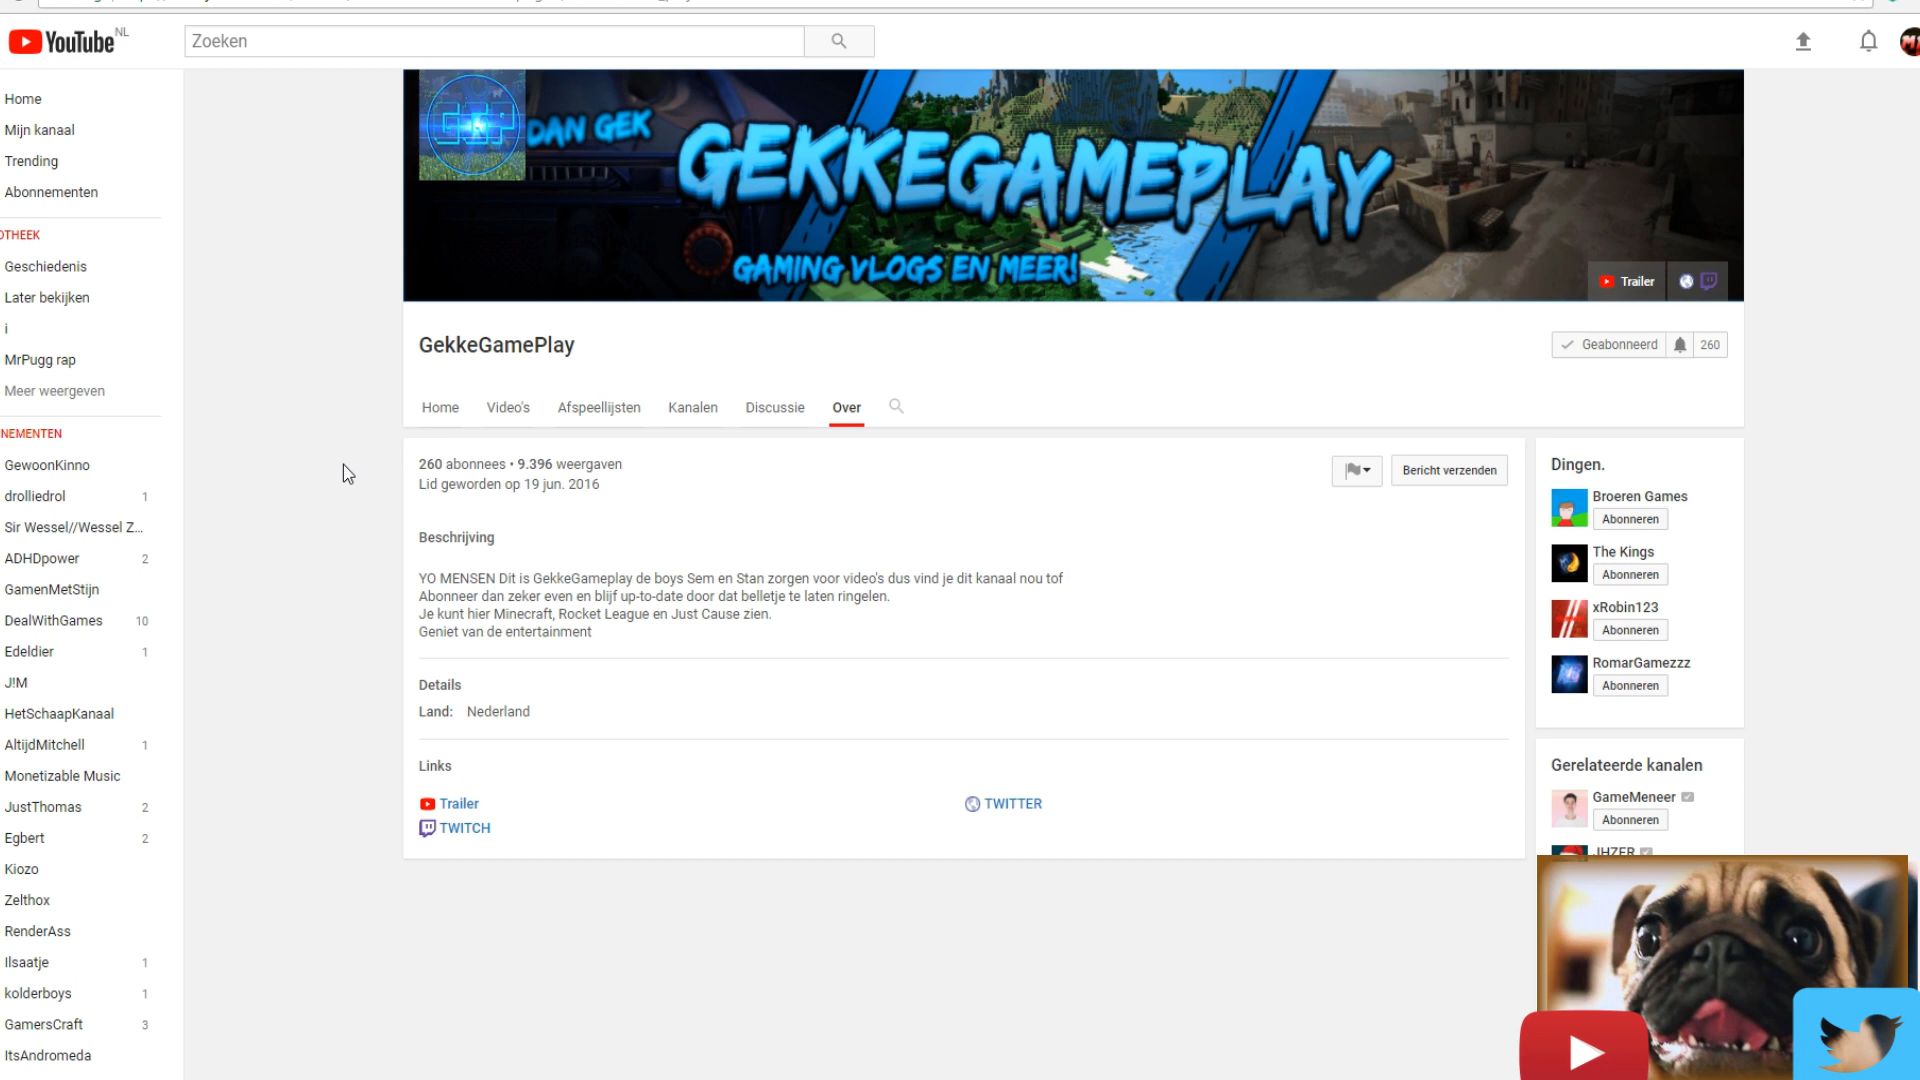 YouTube NL
Zoeken
Home
Mijn kanaal
Trending
Abonnementen
OTHEEK
Geschiedenis
Later bekijken
i
MrPugg rap
Meer weergeven
NEMENTEN
GewoonKinno
drolliedrol 1
Sir Wessel//Wessel Z...
ADHDpower 2
GamenMetStijn
DealWithGames 10
Edeldier 1
J!M
HetSchaapKanaal
AltijdMitchell 1
Monetizable Music
JustThomas 2
Egbert 2
Kiozo
Zelthox
RenderAss
Ilsaatje 1
kolderboys 1
GamersCraft 3
ItsAndromeda
GGP
DAN GEK
GEKKEGAMEPLAY
GAMING VLOGS EN MEER!
Trailer
GekkeGamePlay
Geabonneerd 260
Home Video's Afspeellijsten Kanalen Discussie Over
260 abonnees • 9.396 weergaven
Lid geworden op 19 jun. 2016
Bericht verzenden
Beschrijving
YO MENSEN Dit is GekkeGameplay de boys Sem en Stan zorgen voor video's dus vind je dit kanaal nou tof
Abonneer dan zeker even en blijf up-to-date door dat belletje te laten ringelen.
Je kunt hier Minecraft, Rocket League en Just Cause zien.
Geniet van de entertainment
Details
Land: Nederland
Links
Trailer
TWITTER
TWITCH
Dingen.
Broeren Games
Abonneren
The Kings
Abonneren
xRobin123
Abonneren
RomarGamezzz
Abonneren
Gerelateerde kanalen
GameMeneer
Abonneren
JHZER